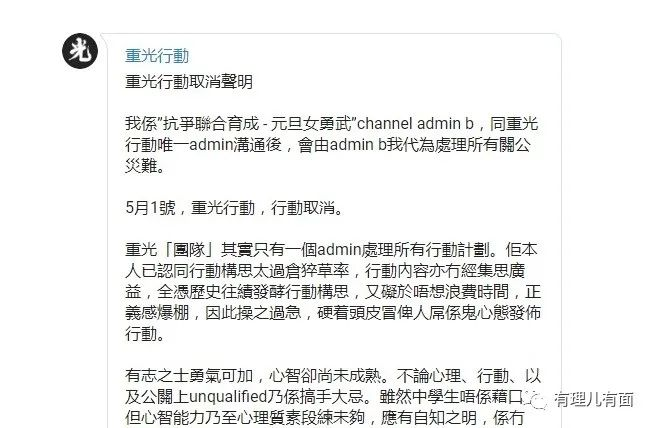 光
重光行動
重光行動取消聲明
我係"抗爭聯合育成 - 元旦女勇武"channel admin b，同重光
行動唯一admin溝通後，會由admin b我代為處理所有關公
災難。
5月1號，重光行動，行動取消。
重光「團隊」其實只有一個admin處理所有行動計劃。佢本
人已認同行動構思太過倉猝草率，行動內容亦冇經集思廣
益，全憑歷史往績發酵行動構思，又礙於唔想浪費時間，正
義感爆棚，因此操之過急，硬着頭皮冒俾人屌係鬼心態發佈
行動。
有志之士勇氣可加，心智卻尚未成熟。不論心理、行動、以
及公關上unqualified乃係搞手大忌。雖然中學生唔係藉口，
但心智能力乃至心理質素段練未夠，應有自知之明，係冇
有理儿有面